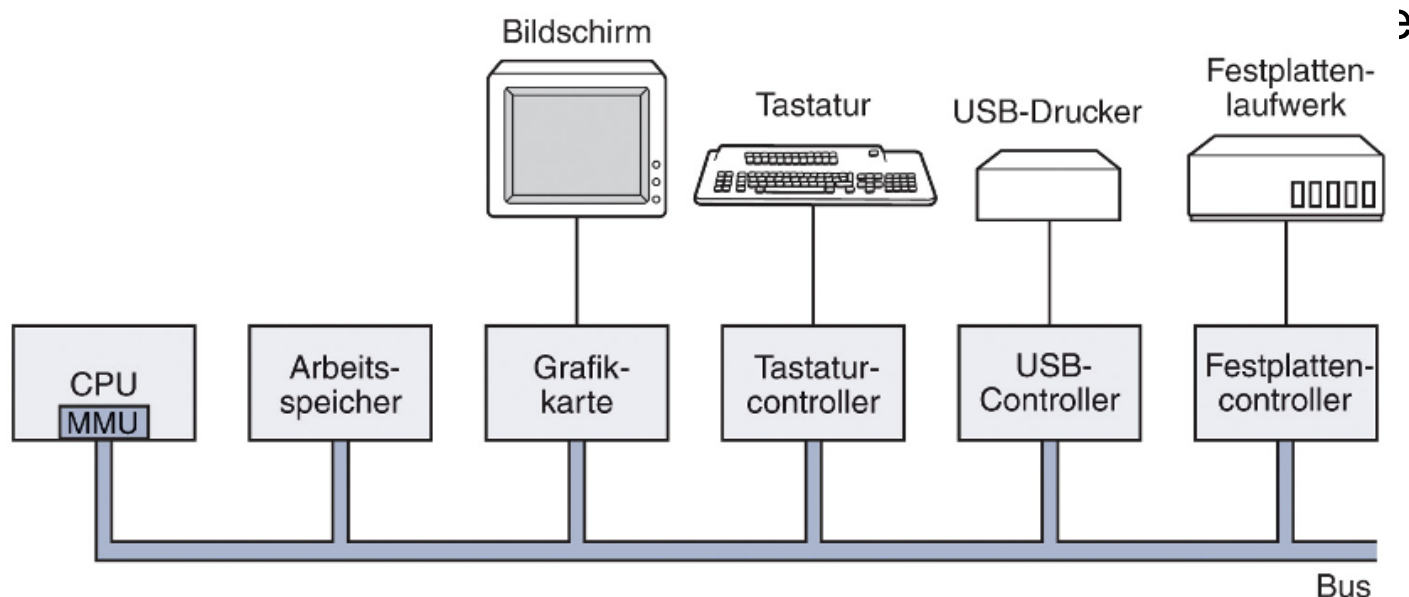 Bildschirm
Festplatten-
laufwerk
Tastatur
USB-Drucker
CPU
MMU
Arbeits-
speicher
Grafik-
karte
Tastatur-
controller
USB-
Controller
Festplatten-
controller
Bus